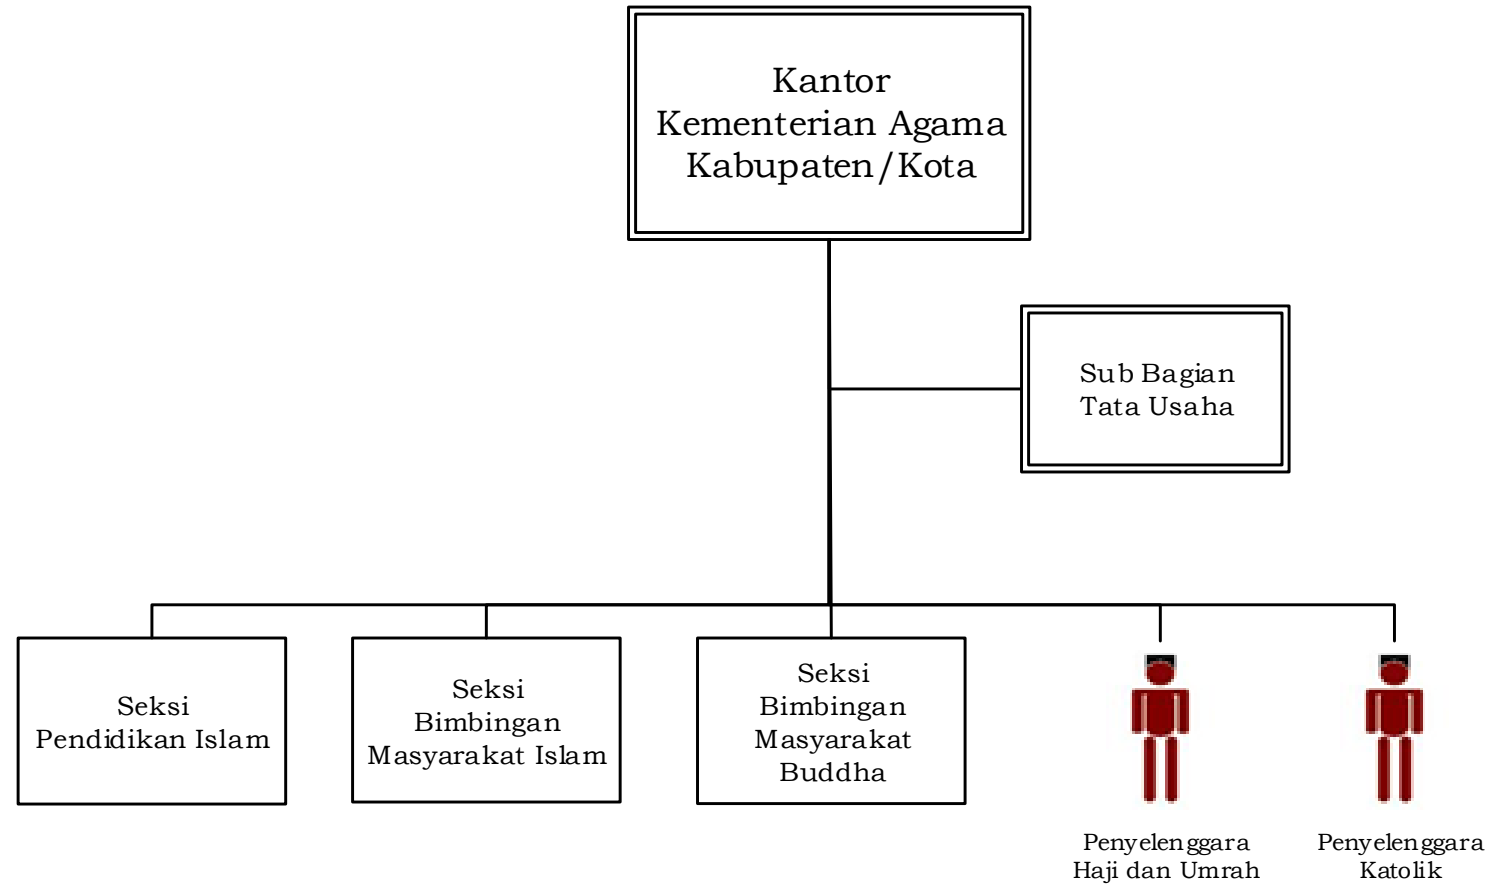 Kantor
Kementerian Agama
Kabupaten/Kota
Sub Bagian
Tata Usaha
Seksi
Pendidikan Islam
Seksi
Bimbingan
Masyarakat Islam
Seksi
Bimbingan
Masyarakat
Buddha
Penyelenggara
Haji dan Umrah
Penyelenggara
Katolik